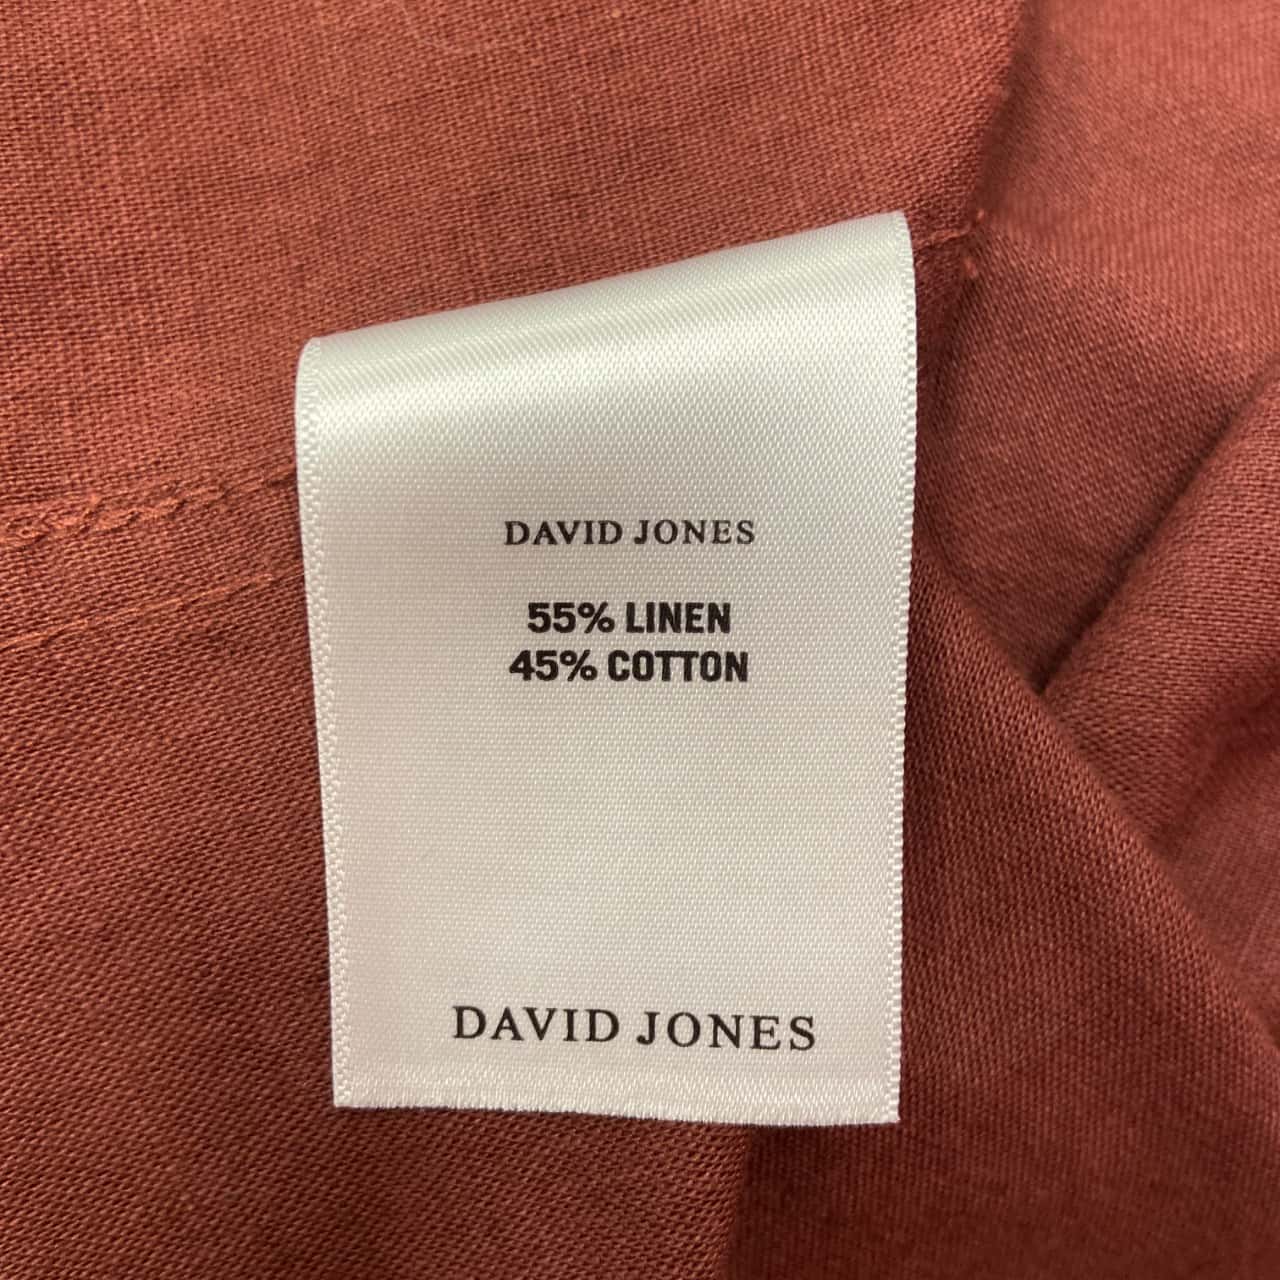 DAVID JONES
55% LINEN
45% COTTON
DAVID JONES